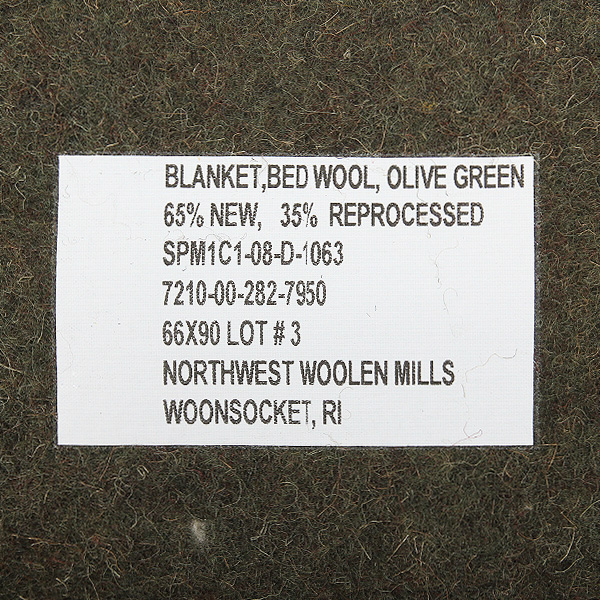 BLANKET,BED WOOL, OLIVE GREEN
65% NEW, 35% REPROCESSED
SPM1C1-08-D-1063
7210-00-282-7950
66X90 LOT # 3
NORTHWEST WOOLEN MILLS
WOONSOCKET, RI